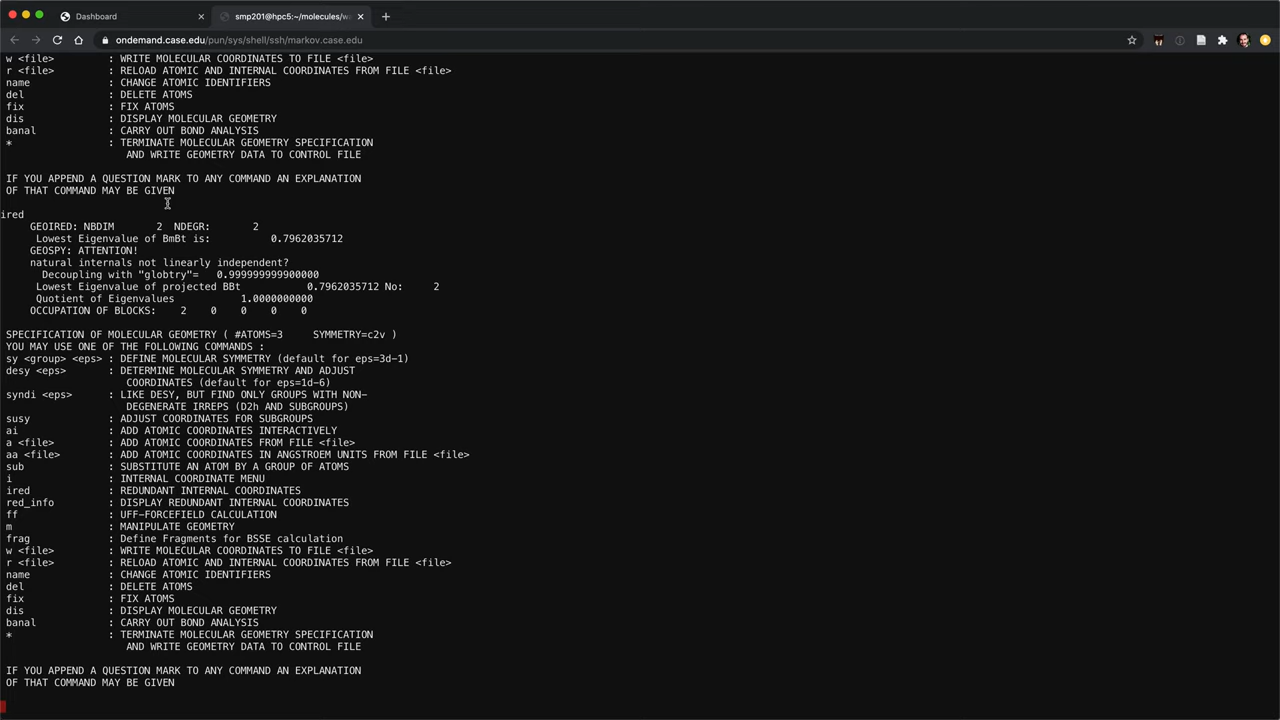 Dashboard
smp201@hpc5:~/molecules/wa
ondemand.case.edu/pun/sys/shell/ssh/markov.case.edu
w <file> : WRITE MOLECULAR COORDINATES TO FILE <file>
r <file> : RELOAD ATOMIC AND INTERNAL COORDINATES FROM FILE <file>
name : CHANGE ATOMIC IDENTIFIERS
del : DELETE ATOMS
fix : FIX ATOMS
dis : DISPLAY MOLECULAR GEOMETRY
banal : CARRY OUT BOND ANALYSIS
* : TERMINATE MOLECULAR GEOMETRY SPECIFICATION
AND WRITE GEOMETRY DATA TO CONTROL FILE
IF YOU APPEND A QUESTION MARK TO ANY COMMAND AN EXPLANATION
OF THAT COMMAND MAY BE GIVEN
ired
GEOIRED: NBDIM 2 NDEGR: 2
Lowest Eigenvalue of BmBt is: 0.7962035712
GEOSPY: ATTENTION!
natural internals not linearly independent?
Decoupling with "globtry"= 0.999999999900000
Lowest Eigenvalue of projected BBt 0.7962035712 No: 2
Quotient of Eigenvalues 1.0000000000
OCCUPATION OF BLOCKS: 2 0 0 0 0
SPECIFICATION OF MOLECULAR GEOMETRY ( #ATOMS=3 SYMMETRY=c2v )
YOU MAY USE ONE OF THE FOLLOWING COMMANDS :
sy <group> <eps> : DEFINE MOLECULAR SYMMETRY (default for eps=3d-1)
desy <eps> : DETERMINE MOLECULAR SYMMETRY AND ADJUST
COORDINATES (default for eps=1d-6)
syndi <eps> : LIKE DESY, BUT FIND ONLY GROUPS WITH NON-
DEGENERATE IRREPS (D2h AND SUBGROUPS)
susy : ADJUST COORDINATES FOR SUBGROUPS
ai : ADD ATOMIC COORDINATES INTERACTIVELY
a <file> : ADD ATOMIC COORDINATES FROM FILE <file>
aa <file> : ADD ATOMIC COORDINATES IN ANGSTROEM UNITS FROM FILE <file>
sub : SUBSTITUTE AN ATOM BY A GROUP OF ATOMS
i : INTERNAL COORDINATE MENU
ired : REDUNDANT INTERNAL COORDINATES
red_info : DISPLAY REDUNDANT INTERNAL COORDINATES
ff : UFF-FORCEFIELD CALCULATION
m : MANIPULATE GEOMETRY
frag : Define Fragments for BSSE calculation
w <file> : WRITE MOLECULAR COORDINATES TO FILE <file>
r <file> : RELOAD ATOMIC AND INTERNAL COORDINATES FROM FILE <file>
name : CHANGE ATOMIC IDENTIFIERS
del : DELETE ATOMS
fix : FIX ATOMS
dis : DISPLAY MOLECULAR GEOMETRY
banal : CARRY OUT BOND ANALYSIS
* : TERMINATE MOLECULAR GEOMETRY SPECIFICATION
AND WRITE GEOMETRY DATA TO CONTROL FILE
IF YOU APPEND A QUESTION MARK TO ANY COMMAND AN EXPLANATION
OF THAT COMMAND MAY BE GIVEN